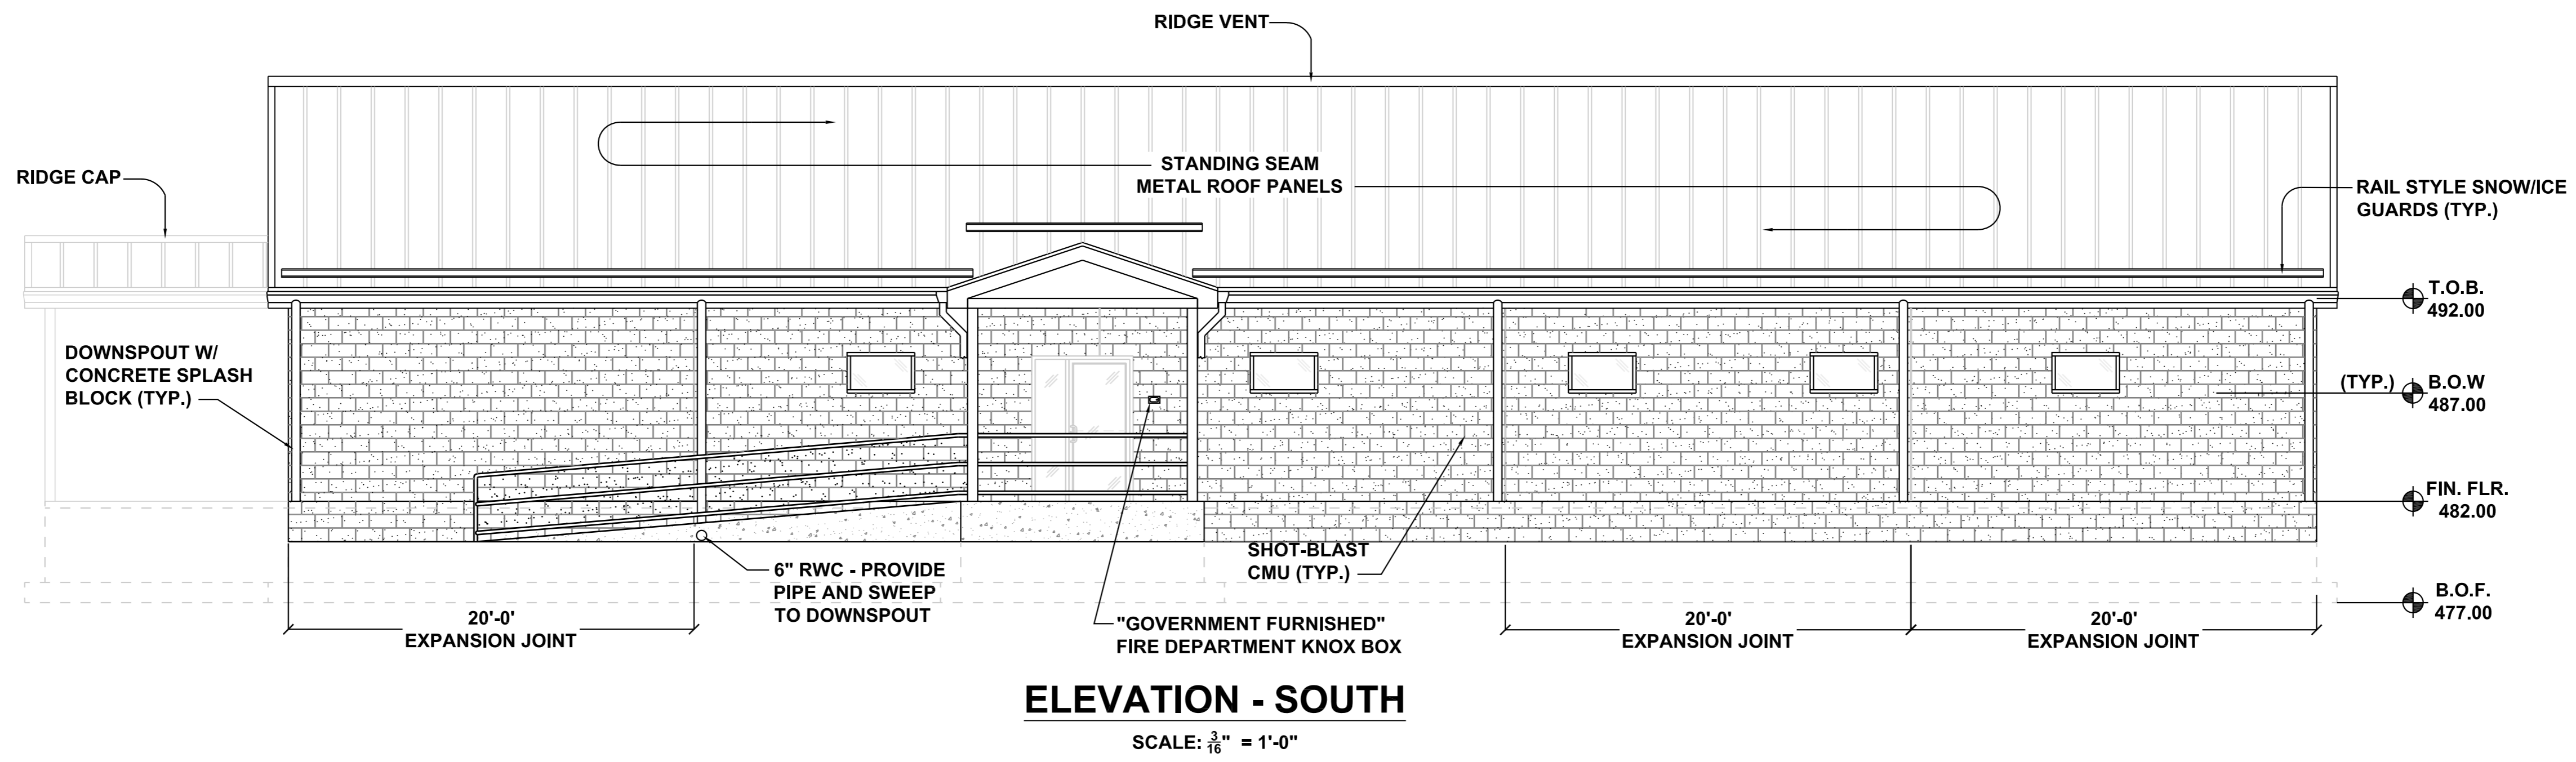 RIDGE VENT
RIDGE CAP
STANDING SEAM
METAL ROOF PANELS
RAIL STYLE SNOW/ICE
GUARDS (TYP.)
T.O.B.
492.00
DOWNSPOUT W/
CONCRETE SPLASH
BLOCK (TYP.)
(TYP.) B.O.W
487.00
FIN. FLR.
482.00
SHOT-BLAST
CMU (TYP.)
6" RWC - PROVIDE
PIPE AND SWEEP
TO DOWNSPOUT
B.O.F.
477.00
"GOVERNMENT FURNISHED"
FIRE DEPARTMENT KNOX BOX
20'-0'
EXPANSION JOINT
20'-0'
EXPANSION JOINT
20'-0'
EXPANSION JOINT
ELEVATION - SOUTH
SCALE: 3/16" = 1'-0"